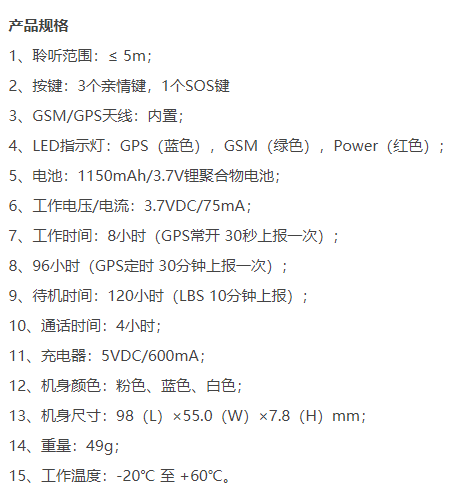 产品规格
1、聆听范围：≤ 5m；
2、按键：3个亲情键，1个SOS键
3、GSM/GPS天线：内置；
4、LED指示灯：GPS（蓝色），GSM（绿色），Power（红色）；
5、电池：1150mAh/3.7V锂聚合物电池；
6、工作电压/电流：3.7VDC/75mA；
7、工作时间：8小时（GPS常开 30秒上报一次）；
8、96小时（GPS定时 30分钟上报一次）；
9、待机时间：120小时（LBS 10分钟上报）；
10、通话时间：4小时；
11、充电器：5VDC/600mA；
12、机身颜色：粉色、蓝色、白色；
13、机身尺寸：98（L）×55.0（W）×7.8（H）mm；
14、重量：49g；
15、工作温度：-20℃ 至 +60℃。